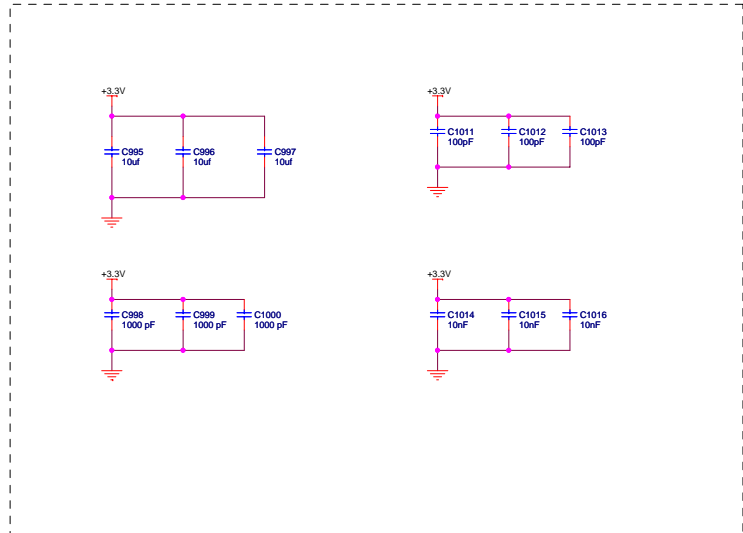 +3.3V
C995
10uf
C996
10uf
C997
10uf
+3.3V
C1011
100pF
C1012
100pF
C1013
100pF
+3.3V
C998
1000 pF
C999
1000 pF
C1000
1000 pF
+3.3V
C1014
10nF
C1015
10nF
C1016
10nF